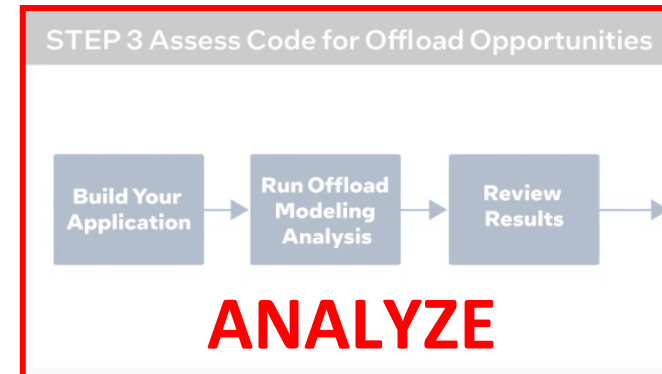 STEP 3 Assess Code for Offload Opportunities
Build Your
Application
Run Offload
Modeling
Analysis
Review
Results
ANALYZE